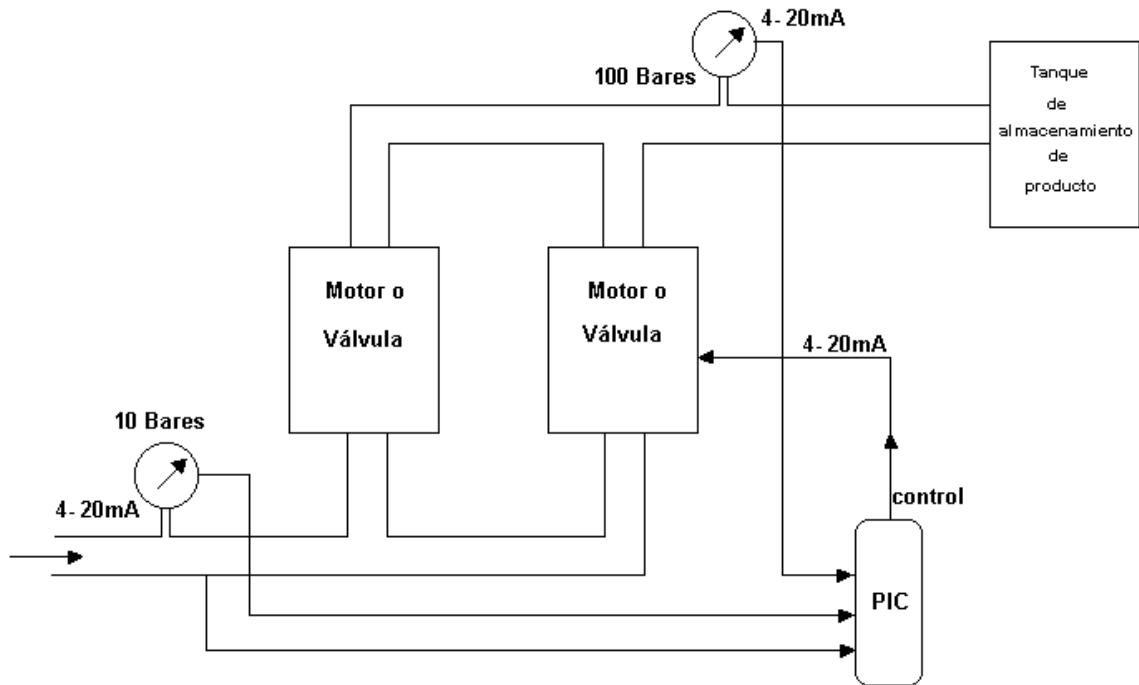 4- 20mA
100 Bares
Tanque
de
almacenamiento
de
producto
Motor o
Válvula
Motor o
Válvula
4- 20mA
10 Bares
4- 20mA
control
PIC